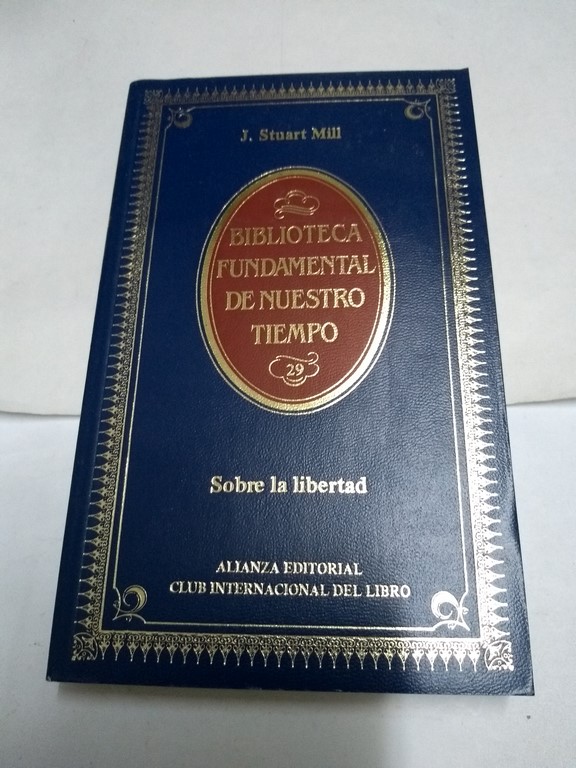 J. Stuart Mill
BIBLIOTECA
FUNDAMENTAL
DE NUESTRO
TIEMPO
29
Sobre la libertad
ALIANZA EDITORIAL
CLUB INTERNACIONAL DEL LIBRO